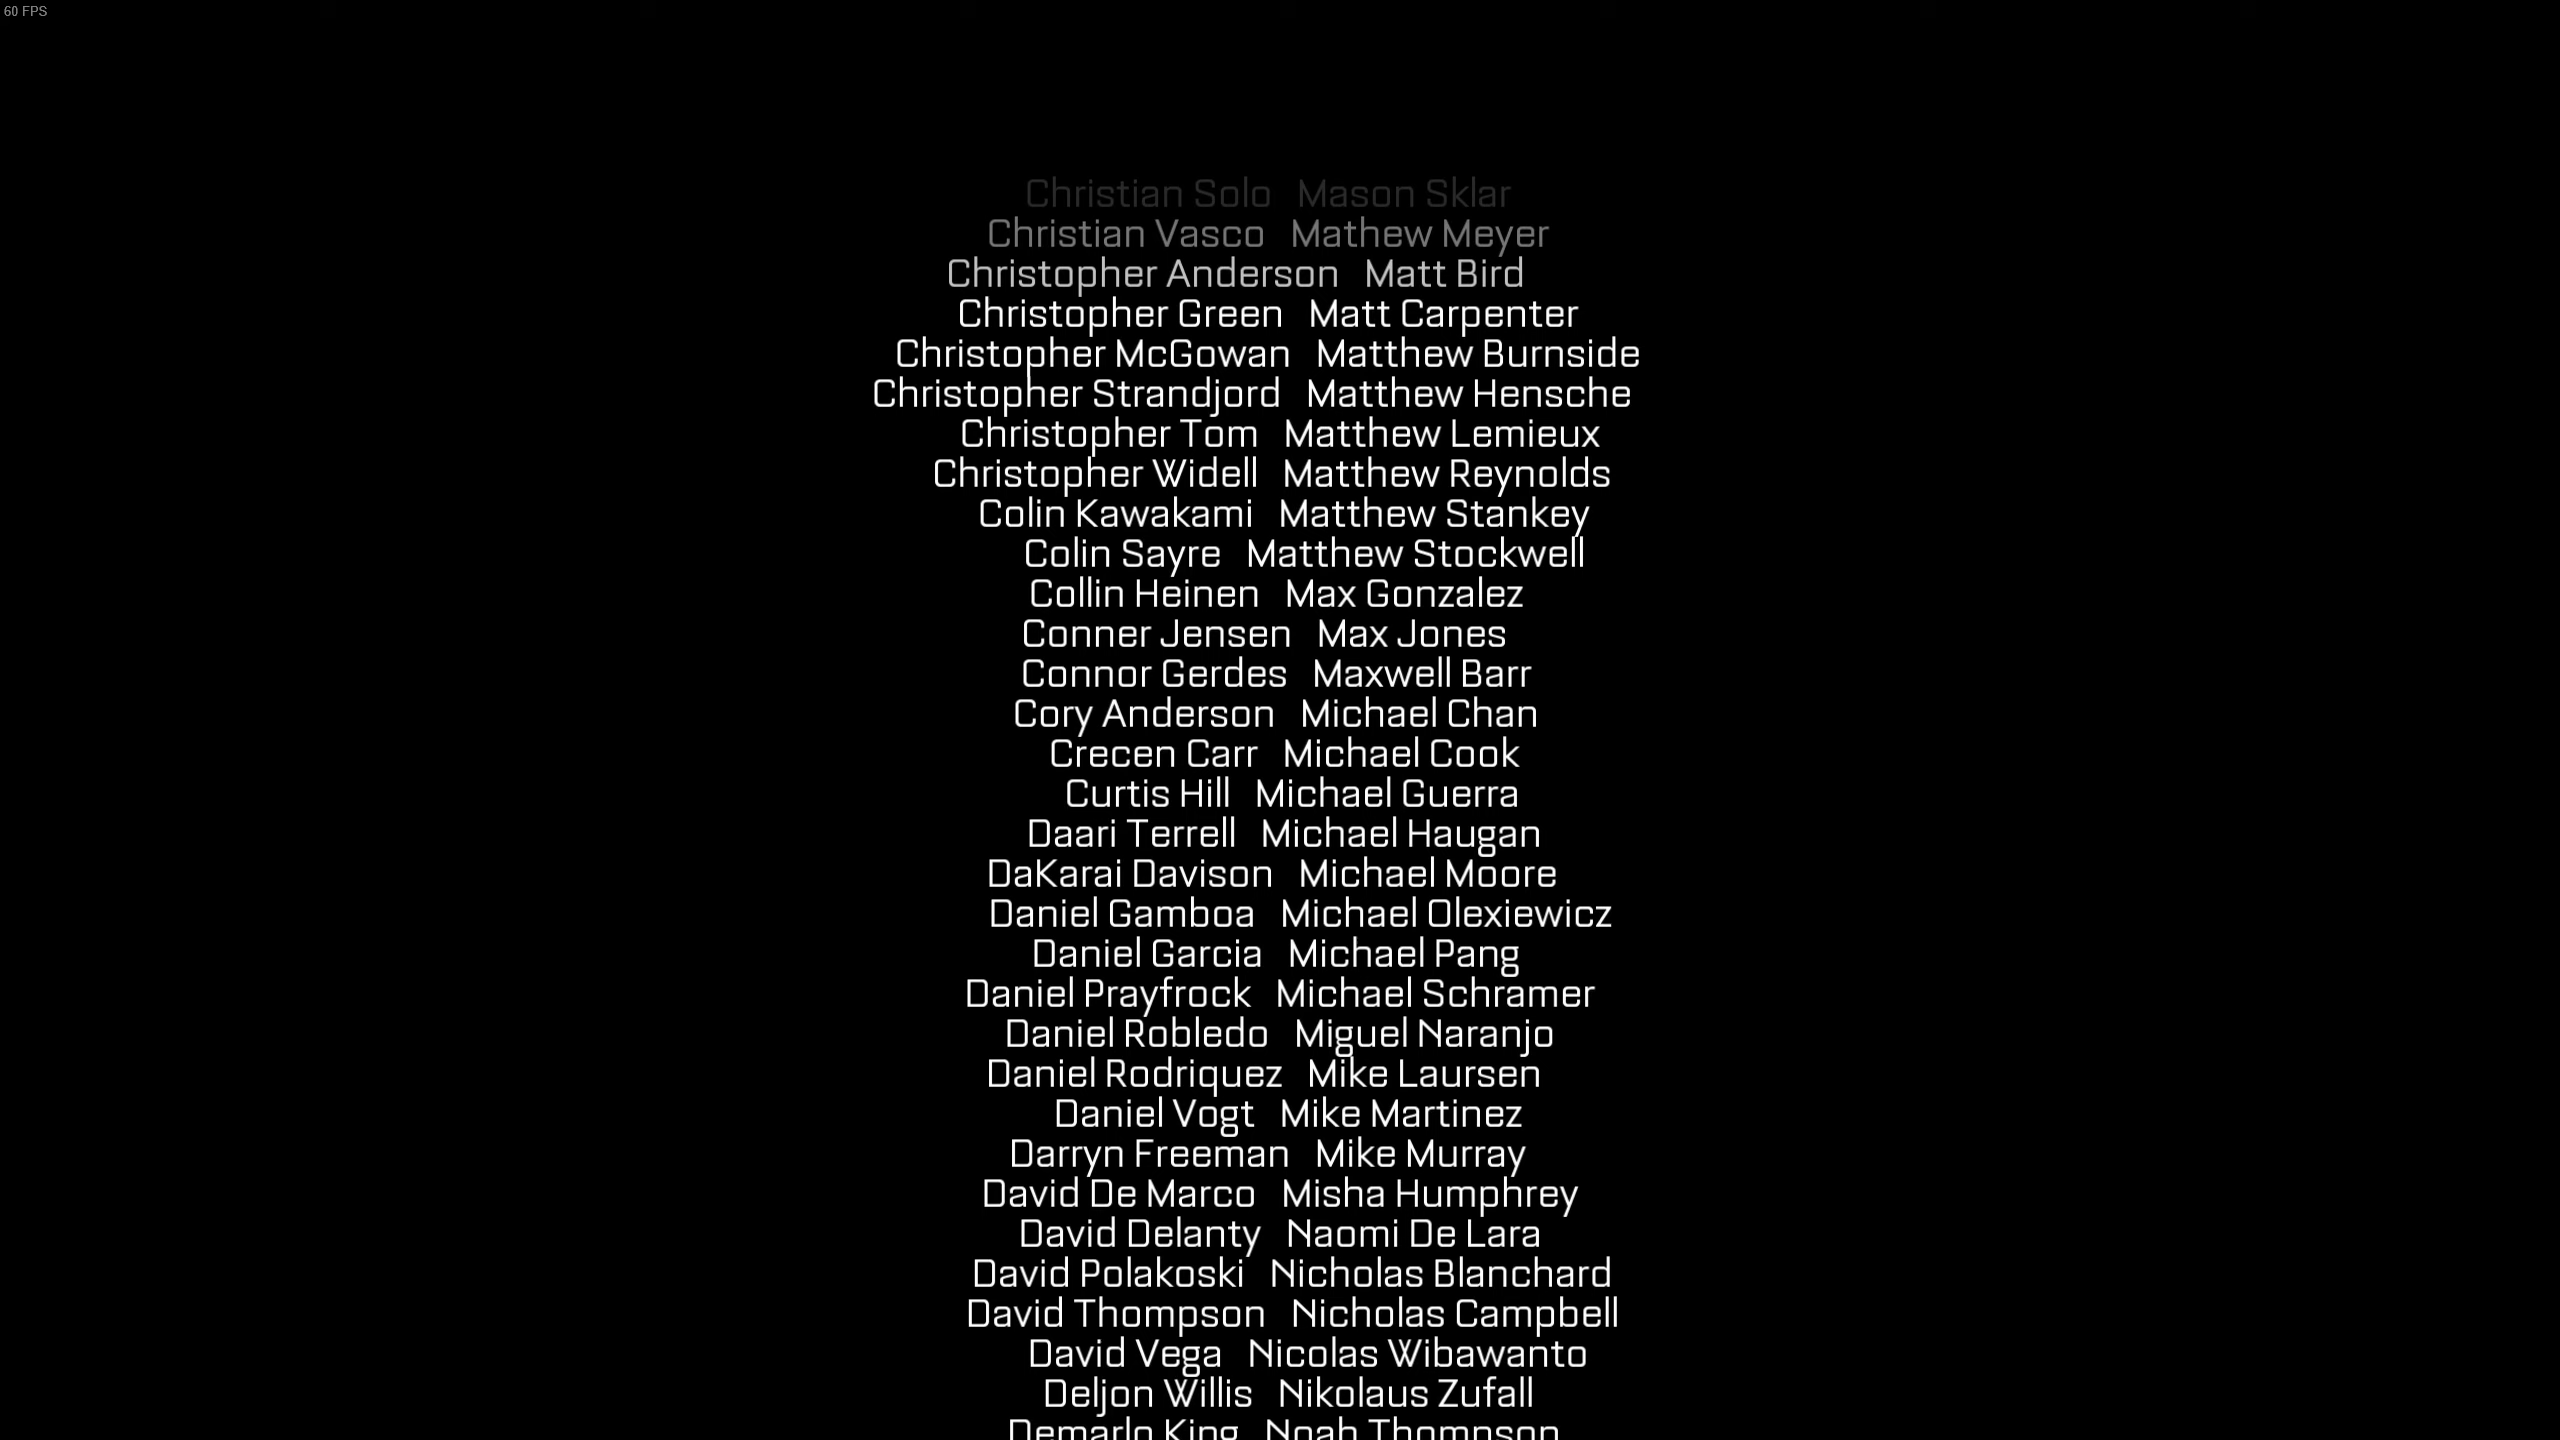 60 FPS
Christian Solo Mason Sklar
Christian Vasco Mathew Meyer
Christopher Anderson Matt Bird
Christopher Green Matt Carpenter
Christopher McGowan Matthew Burnside
Christopher Strandjord Matthew Hensche
Christopher Tom Matthew Lemieux
Christopher Widell Matthew Reynolds
Colin Kawakami Matthew Stankey
Colin Sayre Matthew Stockwell
Collin Heinen Max Gonzalez
Conner Jensen Max Jones
Connor Gerdes Maxwell Barr
Cory Anderson Michael Chan
Crecen Carr Michael Cook
Curtis Hill Michael Guerra
Daari Terrell Michael Haugan
DaKarai Davison Michael Moore
Daniel Gamboa Michael Olexiewicz
Daniel Garcia Michael Pang
Daniel Prayfrock Michael Schramer
Daniel Robledo Miguel Naranjo
Daniel Rodriquez Mike Laursen
Daniel Vogt Mike Martinez
Darryn Freeman Mike Murray
David De Marco Misha Humphrey
David Delanty Naomi De Lara
David Polakoski Nicholas Blanchard
David Thompson Nicholas Campbell
David Vega Nicolas Wibawanto
Deljon Willis Nikolaus Zufall
Demarlo King Noah Thompson